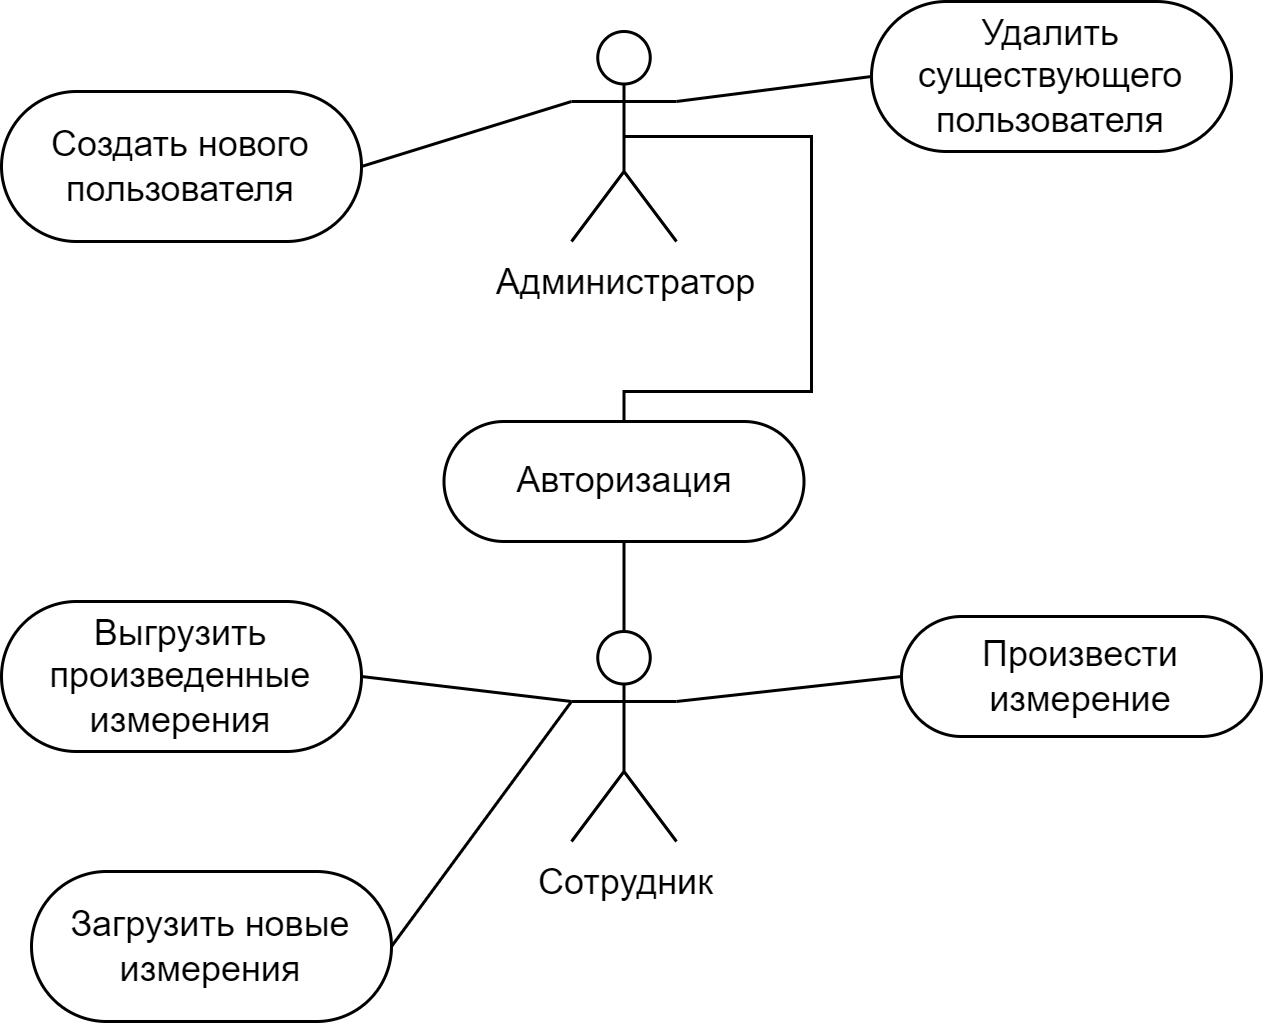 Удалить
существующего
пользователя
Создать нового
пользователя
Администратор
Авторизация
Выгрузить
произведенные
измерения
Произвести
измерение
Сотрудник
Загрузить новые
измерения